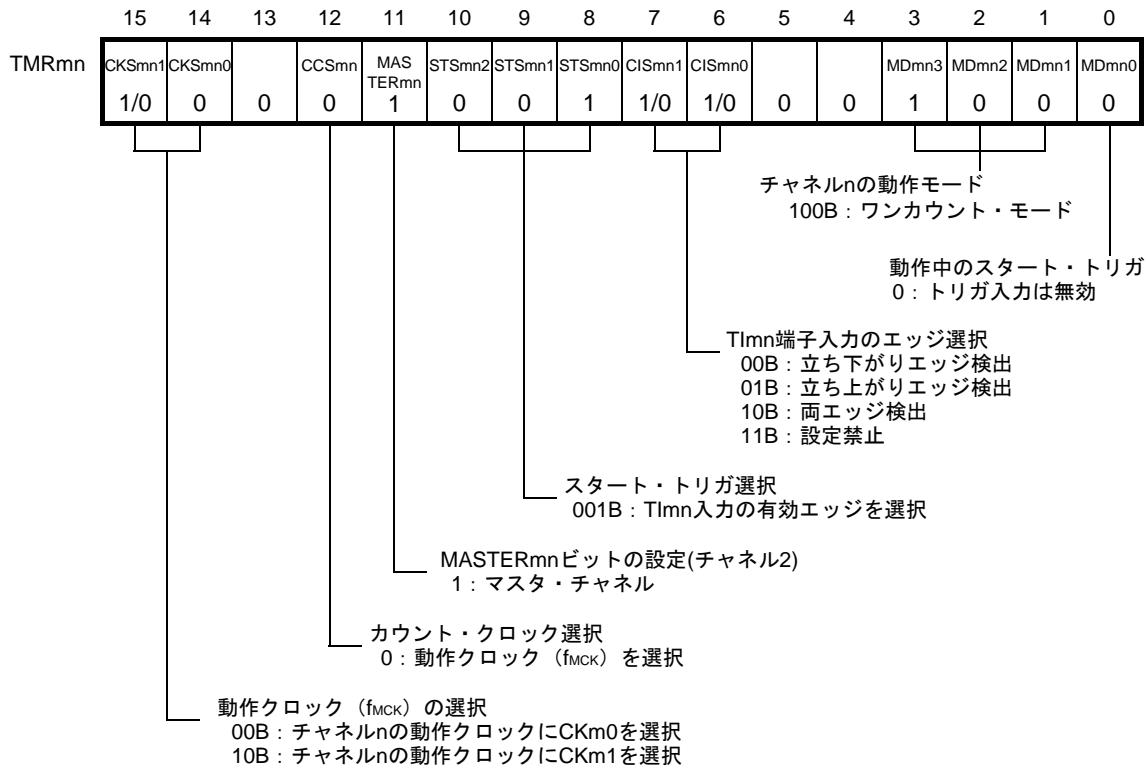 15 14 13 12 11 10 9 8 7 6 5 4 3 2 1 0
TMRmn CKSmn1 CKSmn0 CCSmn MAS TERmn STSmn2 STSmn1 STSmn0 CISmn1 CISmn0 MDmn3 MDmn2 MDmn1 MDmn0
1/0 0 0 0 1 0 0 1 1/0 1/0 0 0 1 0 0 0
チャネルnの動作モード
100B：ワンカウント・モード
動作中のスタート・トリガ
0：トリガ入力は無効
TImn端子入力のエッジ選択
00B：立ち下がりエッジ検出
01B：立ち上がりエッジ検出
10B：両エッジ検出
11B：設定禁止
スタート・トリガ選択
001B：TImn入力の有効エッジを選択
MASTERmnビットの設定(チャネル2)
1：マスタ・チャネル
カウント・クロック選択
0：動作クロック（fMCK）を選択
動作クロック（fMCK）の選択
00B：チャネルnの動作クロックにCKm0を選択
10B：チャネルnの動作クロックにCKm1を選択